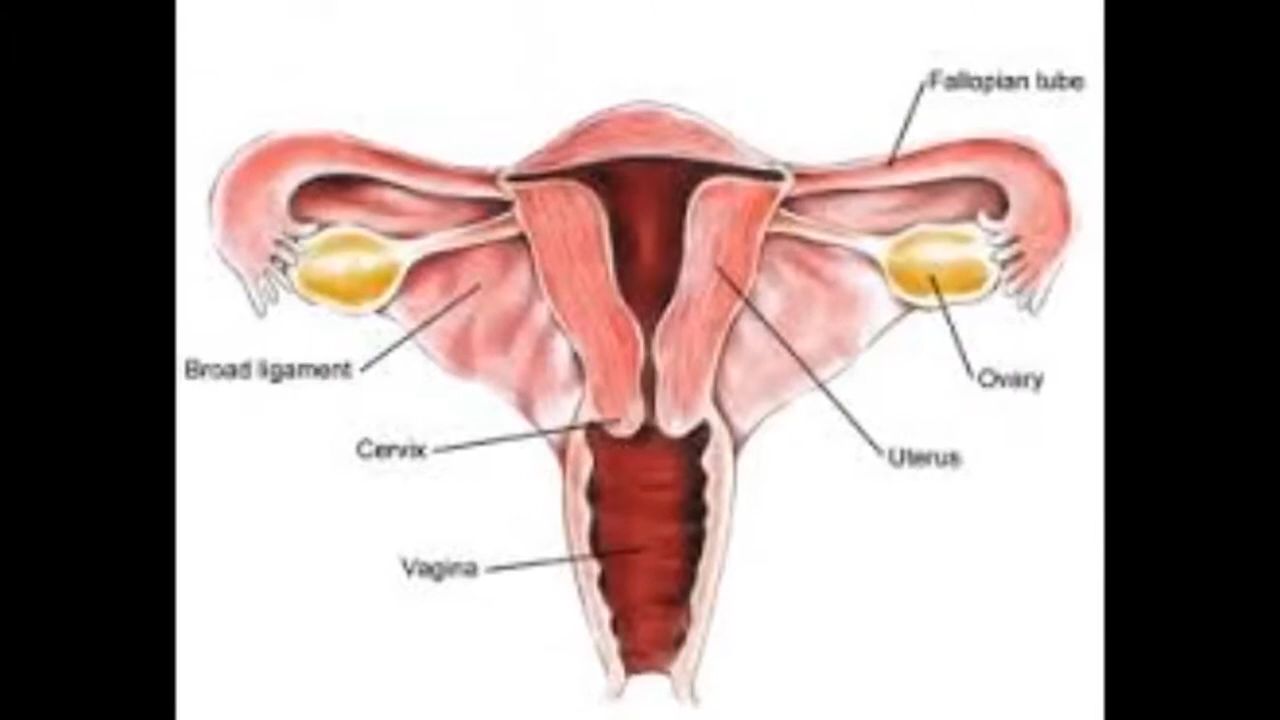 Fallopian tube
Broad ligament
Ovary
Cervix
Uterus
Vagina